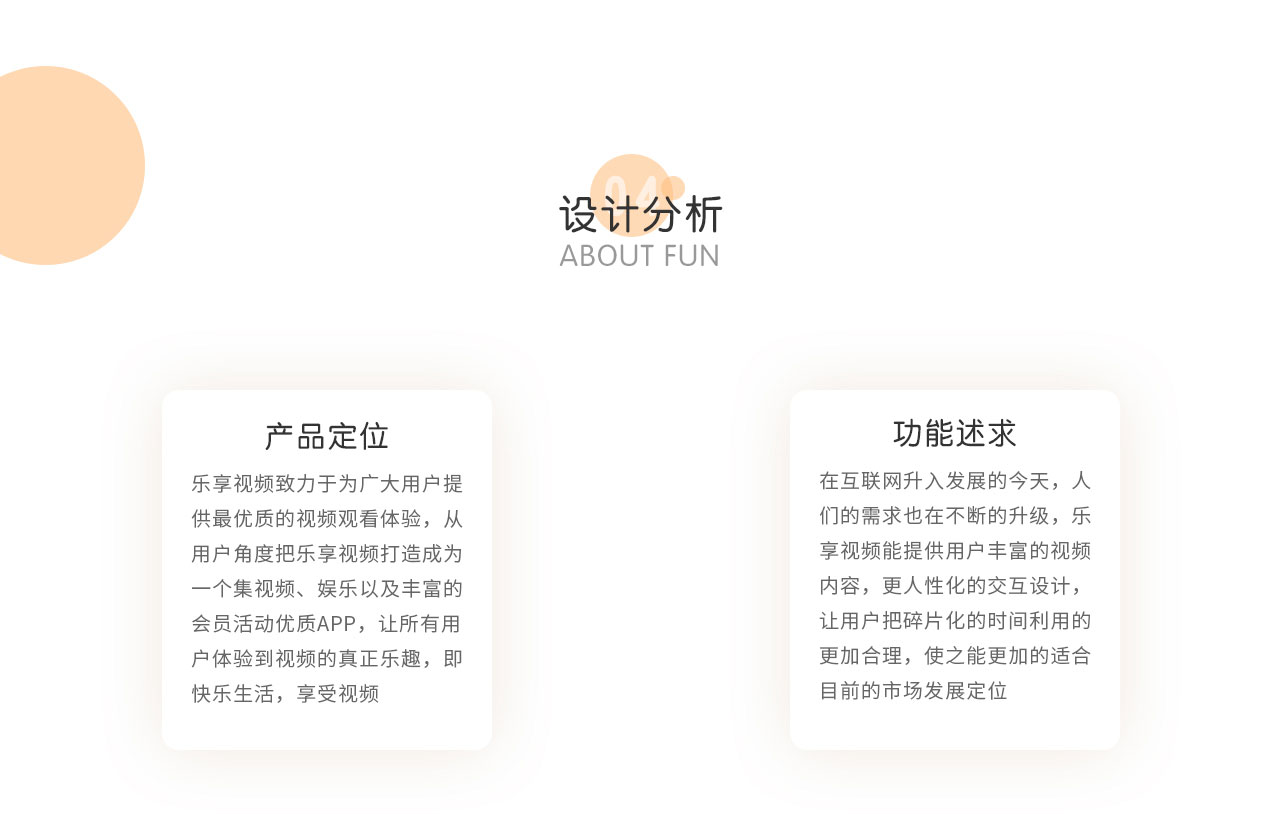 04
设计分析
ABOUT FUN
产品定位
乐享视频致力于为广大用户提
供最优质的视频观看体验，从
用户角度把乐享视频打造成为
一个集视频、娱乐以及丰富的
会员活动优质APP，让所有用
户体验到视频的真正乐趣，即
快乐生活，享受视频
功能述求
在互联网升入发展的今天，人
们的需求也在不断的升级，乐
享视频能提供用户丰富的视频
内容，更人性化的交互设计，
让用户把碎片化的时间利用的
更加合理，使之能更加的适合
目前的市场发展定位